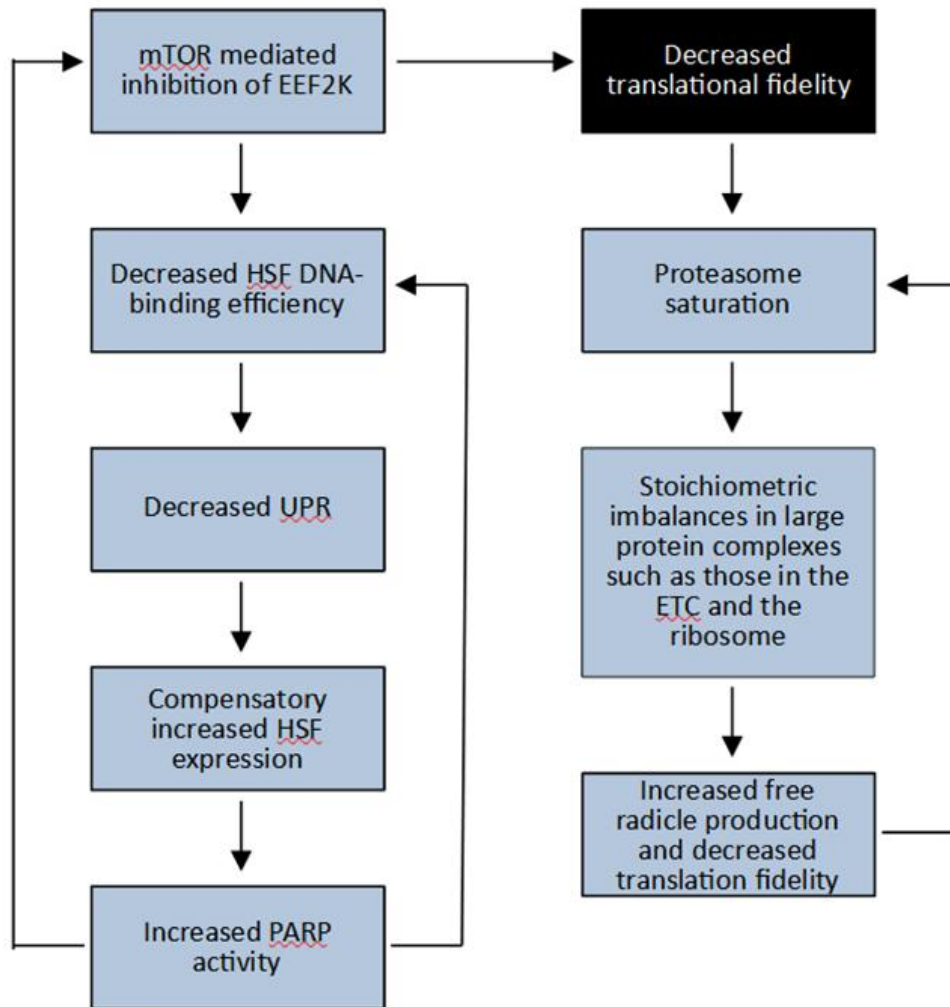 mTOR mediated
inhibition of EEF2K
Decreased
translational fidelity
Decreased HSF DNA-
binding efficiency
Proteasome
saturation
Decreased UPR
Stoichiometric
imbalances in large
protein complexes
such as those in the
ETC and the
ribosome
Compensatory
increased HSF
expression
Increased free
radicle production
and decreased
translation fidelity
Increased PARP
activity